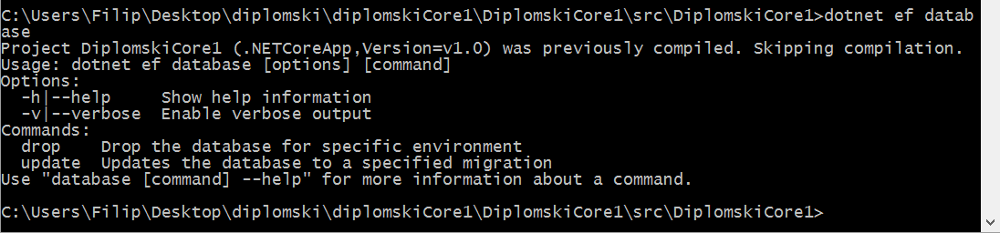 C:\Users\Filip\Desktop\diplomski\diplomskiCore1\DiplomskiCore1\src\DiplomskiCore1>dotnet ef datab
ase
Project DiplomskiCore1 (.NETCoreApp,Version=v1.0) was previously compiled. Skipping compilation.
Usage: dotnet ef database [options] [command]
Options:
  -h|--help     Show help information
  -v|--verbose  Enable verbose output
Commands:
  drop    Drop the database for specific environment
  update  Updates the database to a specified migration
Use "database [command] --help" for more information about a command.

C:\Users\Filip\Desktop\diplomski\diplomskiCore1\DiplomskiCore1\src\DiplomskiCore1>